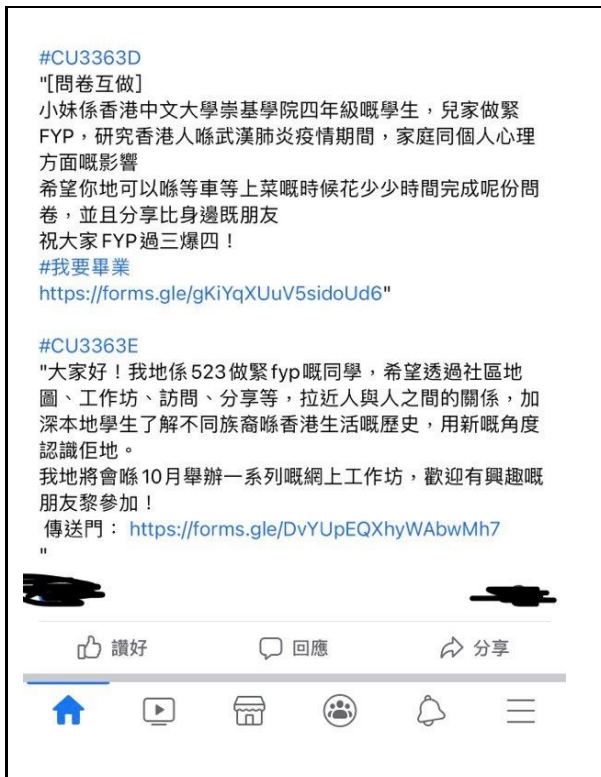 #CU3363D
"[問卷互做]
小妹係香港中文大學崇基學院四年級嘅學生，兒家做緊
FYP，研究香港人喺武漢肺炎疫情期間，家庭同個人心理
方面嘅影響
希望你地可以喺等車等上菜嘅時候花少少時間完成呢份問
卷，並且分享比身邊既朋友
祝大家FYP過三爆四！
#我要畢業
https://forms.gle/gKiYqXUuV5sidoUd6"
#CU3363E
"大家好！我地係523做緊fyp嘅同學，希望透過社區地
圖、工作坊、訪問、分享等，拉近人與人之間的關係，加
深本地學生了解不同族裔喺香港生活嘅歷史，用新嘅角度
認識佢地。
我地將會喺10月舉辦一系列嘅網上工作坊，歡迎有興趣嘅
朋友黎參加！
傳送門： https://forms.gle/DvYUpEQXhyWAbwMh7
"
讚好 回應 分享